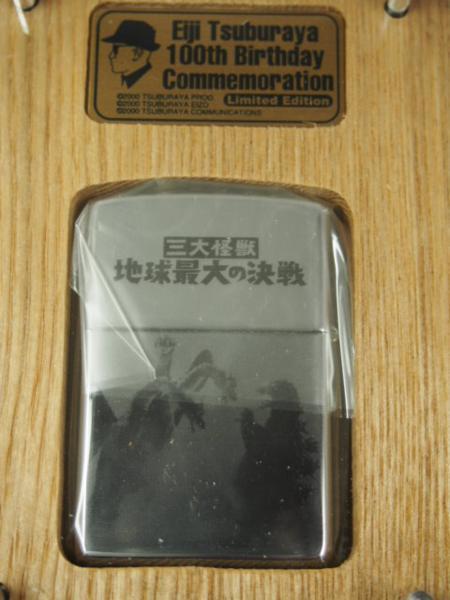 Eiji Tsuburaya
100th Birthday
Commemoration
©2000 TSUBURAYA PROG.
©2000 TSUBURAYA EIZO
©2000 TSUBURAYA COMMUNICATIONS
Limited Edition
三大怪獣
地球最大の決戦